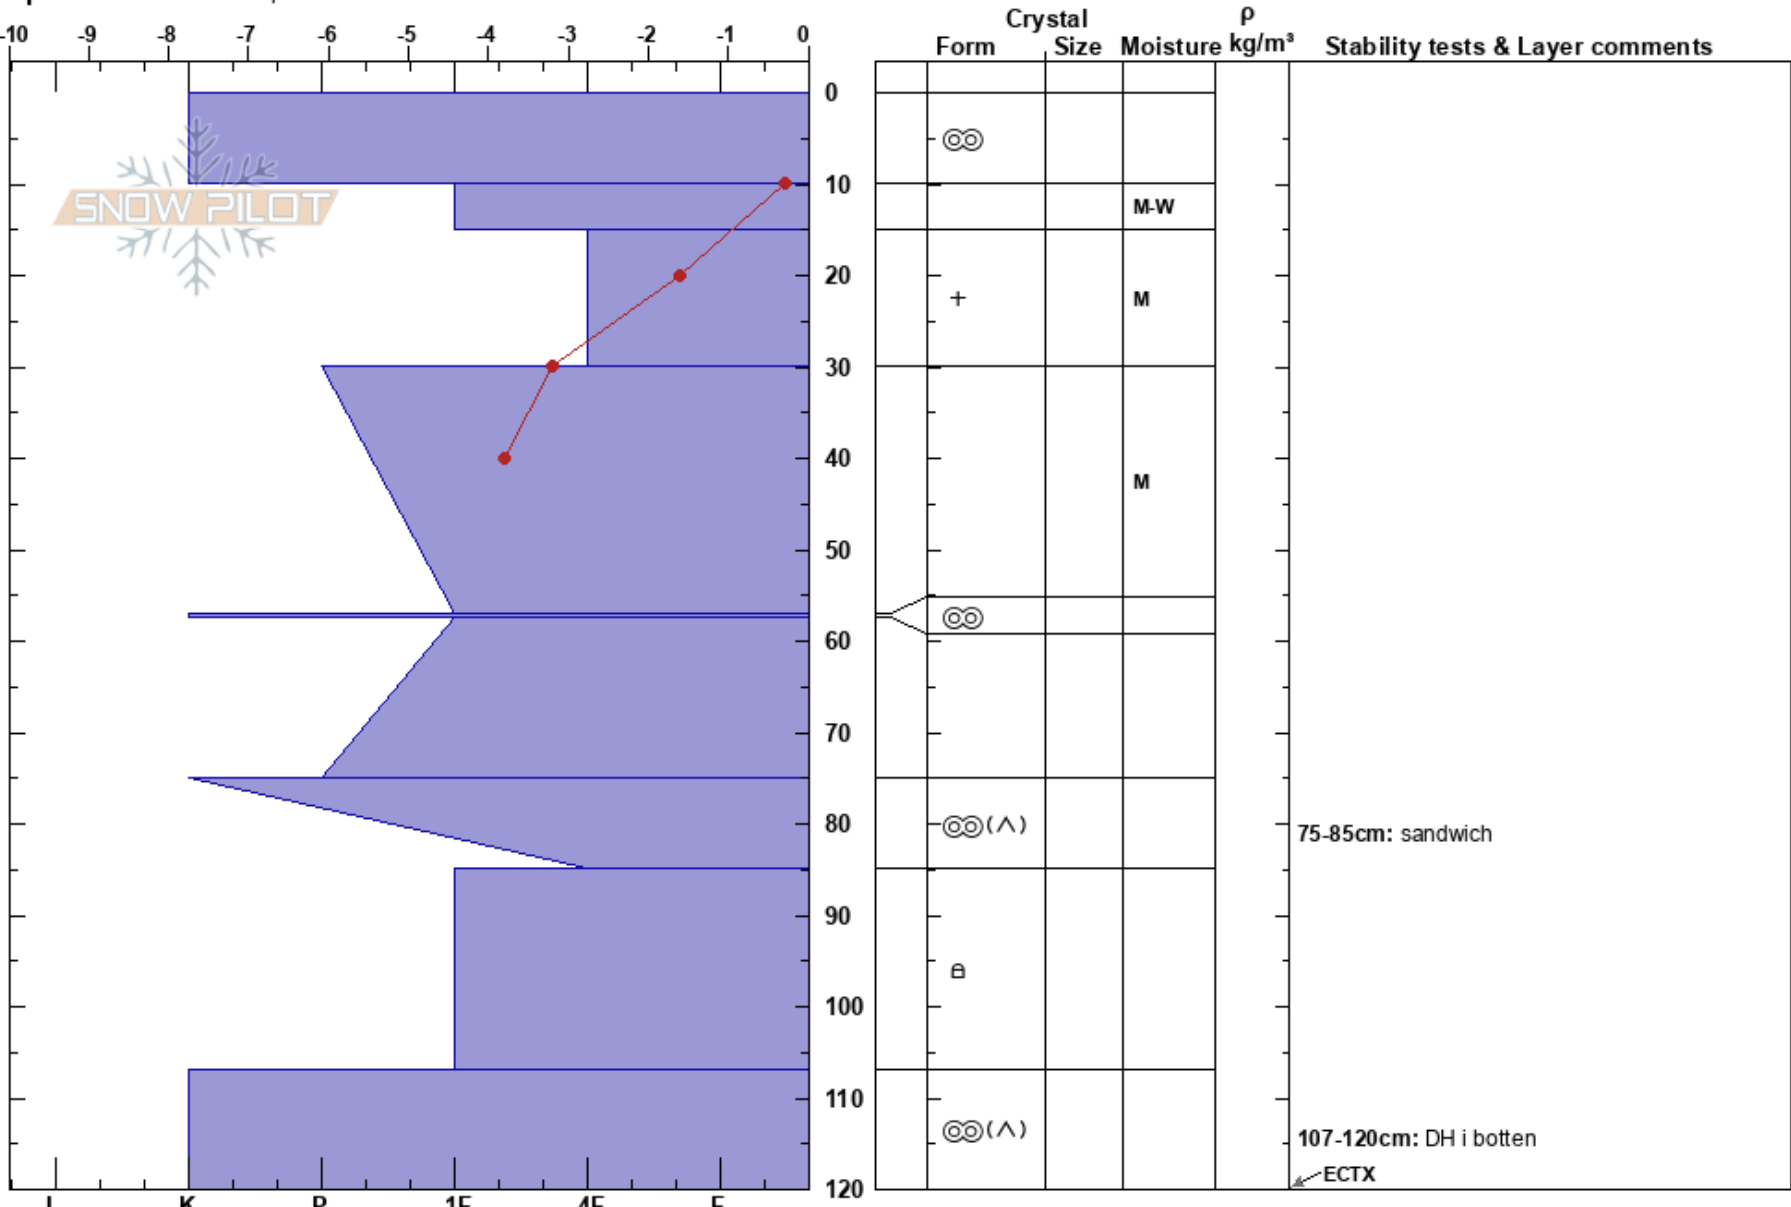 Crystal ρ
-10 -9 -8 -7 -6 -5 -4 -3 -2 -1 0 Form Size Moisture kg/m³ Stability tests & Layer comments
0
10
SNOW PILOT M-W
20
+ M
30
40
M
50
60
70
80
(∧) 75-85cm: sandwich
90
100
110
(∧) 107-120cm: DH i botten
ECTX
120
I K P 1F 4F F